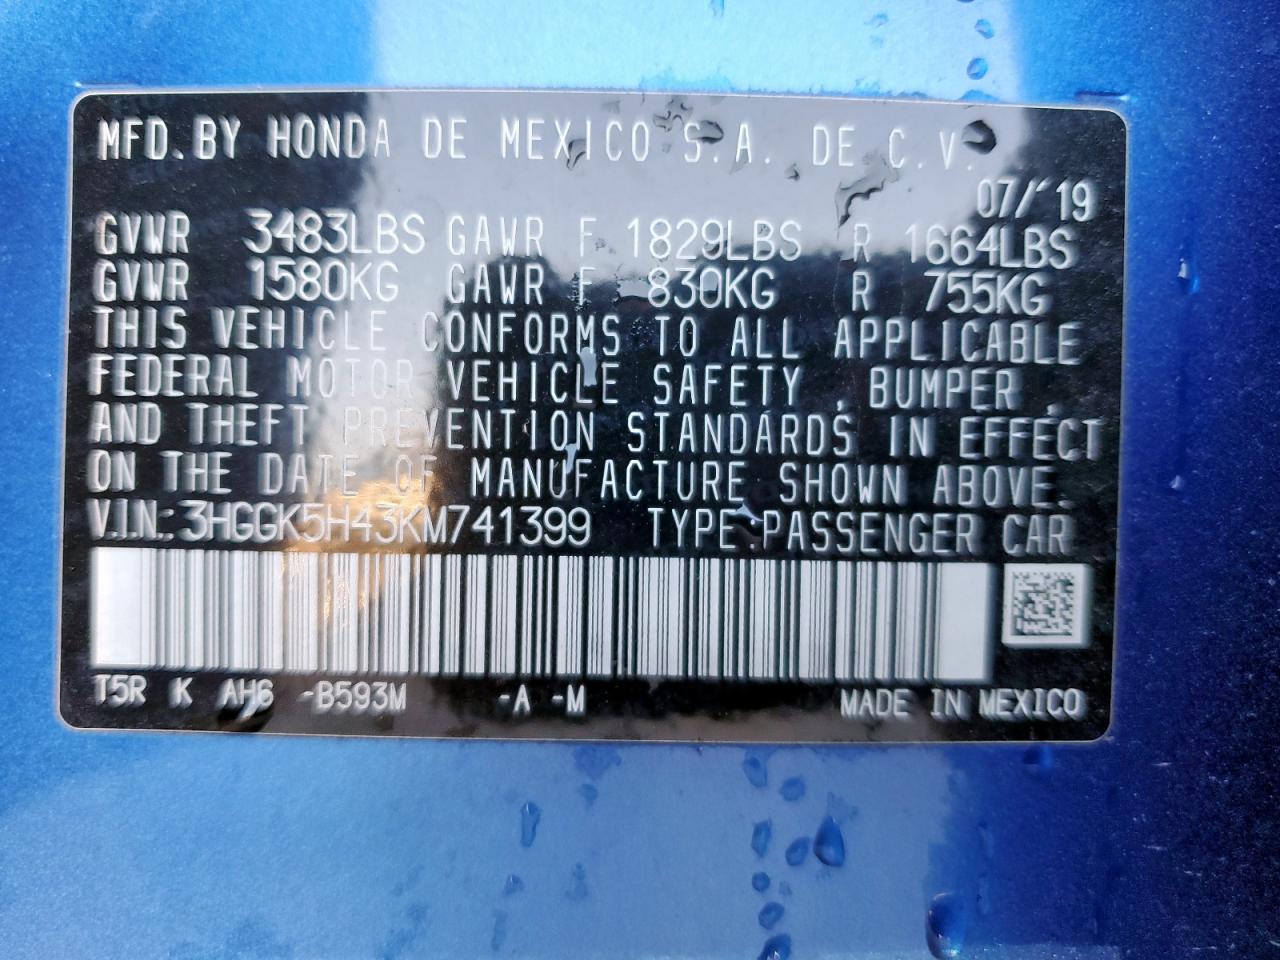 MFD.BY HONDA DE MEXICO S.A. DE C.V.
07/'19
GVWR 3483LBS GAWR F 1829LBS R 1664LBS
GVWR 1580KG GAWR F 830KG R 755KG
THIS VEHICLE CONFORMS TO ALL APPLICABLE
FEDERAL MOTOR VEHICLE SAFETY, BUMPER,
AND THEFT PREVENTION STANDARDS IN EFFECT
ON THE DATE OF MANUFACTURE SHOWN ABOVE.
V.I.N.:3HGGK5H43KM741399 TYPE:PASSENGER CAR
T5R K AH6 -B593M -A -M MADE IN MEXICO